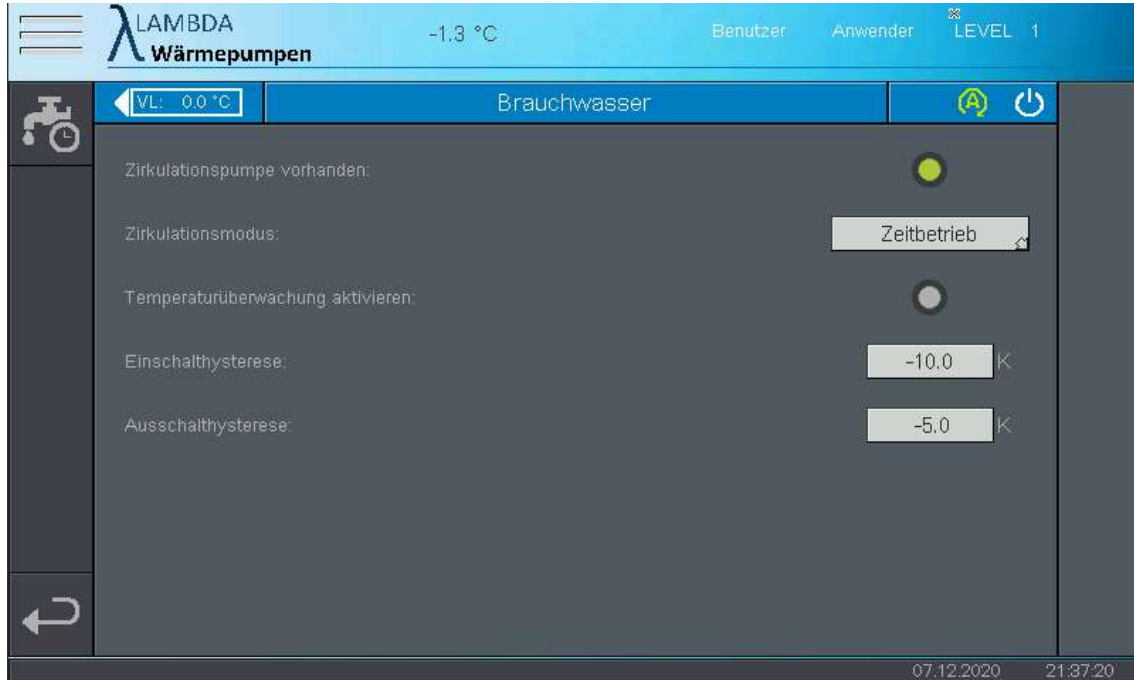 λ LAMBDA
Wärmepumpen
-1.3 °C
Benutzer Anwender LEVEL 1
VL: 0.0 °C
Brauchwasser
A
Zirkulationspumpe vorhanden:
Zirkulationsmodus: Zeitbetrieb
Temperaturüberwachung aktivieren:
Einschalthysterese: -10.0 K
Ausschalthysterese: -5.0 K
07.12.2020 21:37:20